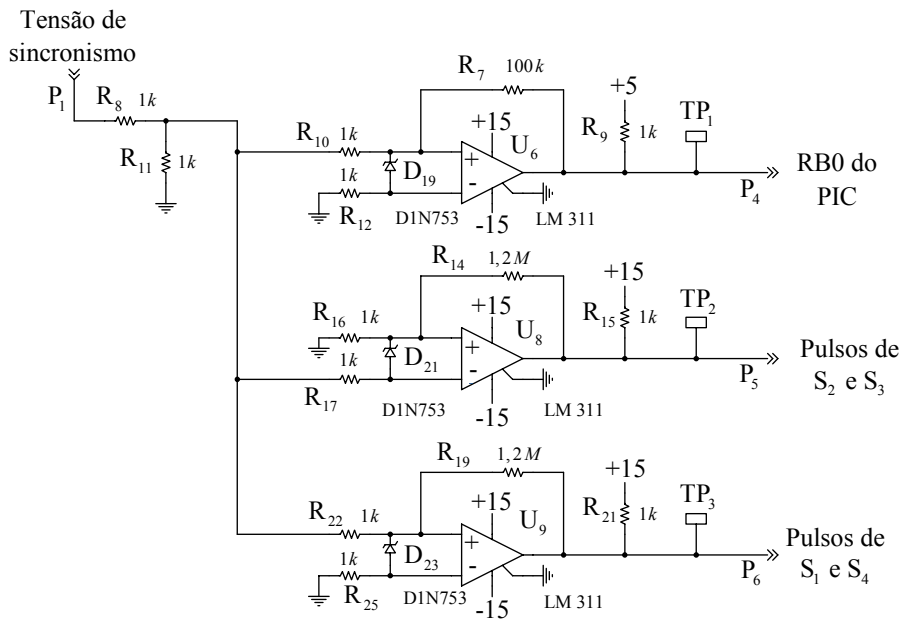 Tensão de
sincronismo
P1
R8 1k
R11 1k
R7 100k
+5
TP1
R9 1k
+15
R10 1k
U6
+
-
D19
1k
R12
D1N753
-15
LM 311
P4
RB0 do
PIC
R14 1,2M
+15
TP2
R15 1k
+15
R16 1k
U8
+
-
D21
1k
R17
D1N753
-15
LM 311
P5
Pulsos de
S2 e S3
R19 1,2M
+15
TP3
R21 1k
+15
R22 1k
U9
+
-
D23
1k
R25
D1N753
-15
LM 311
P6
Pulsos de
S1 e S4